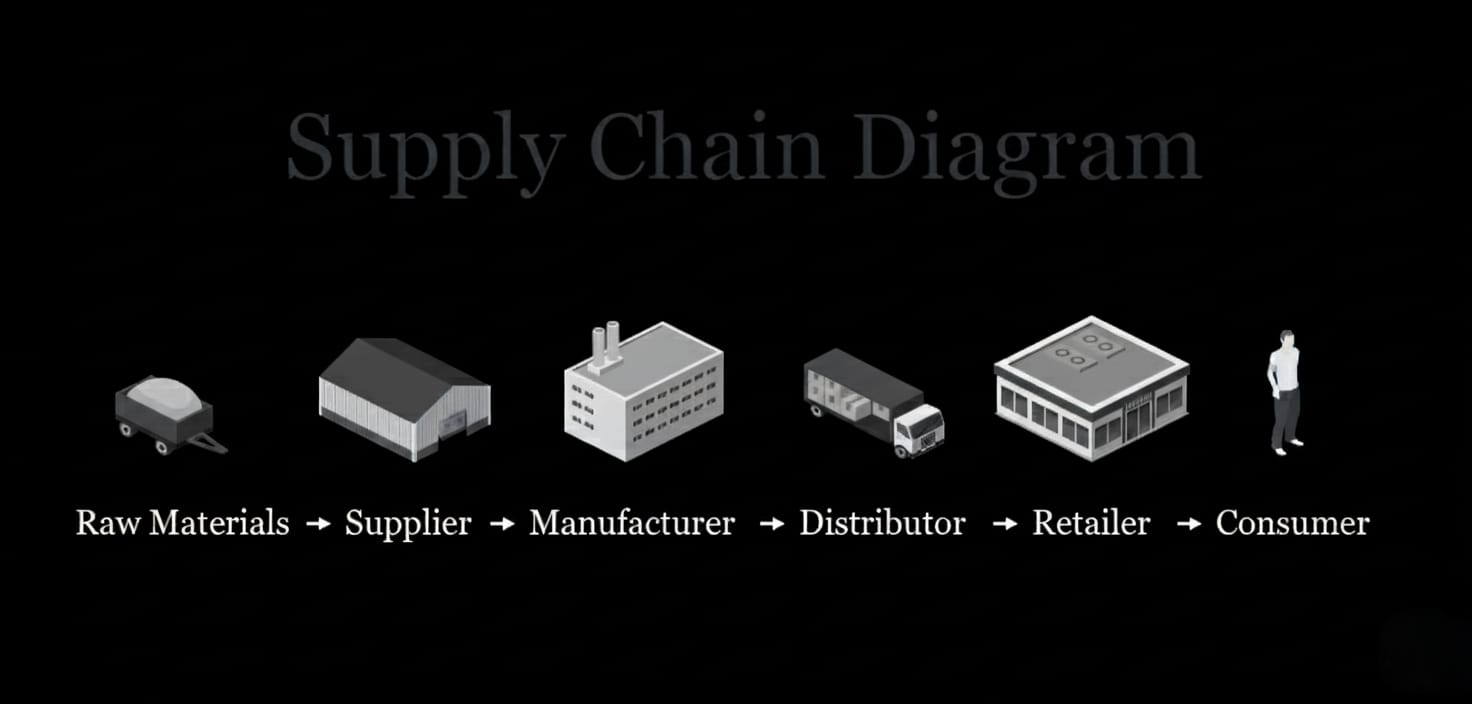 Supply Chain Diagram
Raw Materials → Supplier → Manufacturer → Distributor → Retailer → Consumer